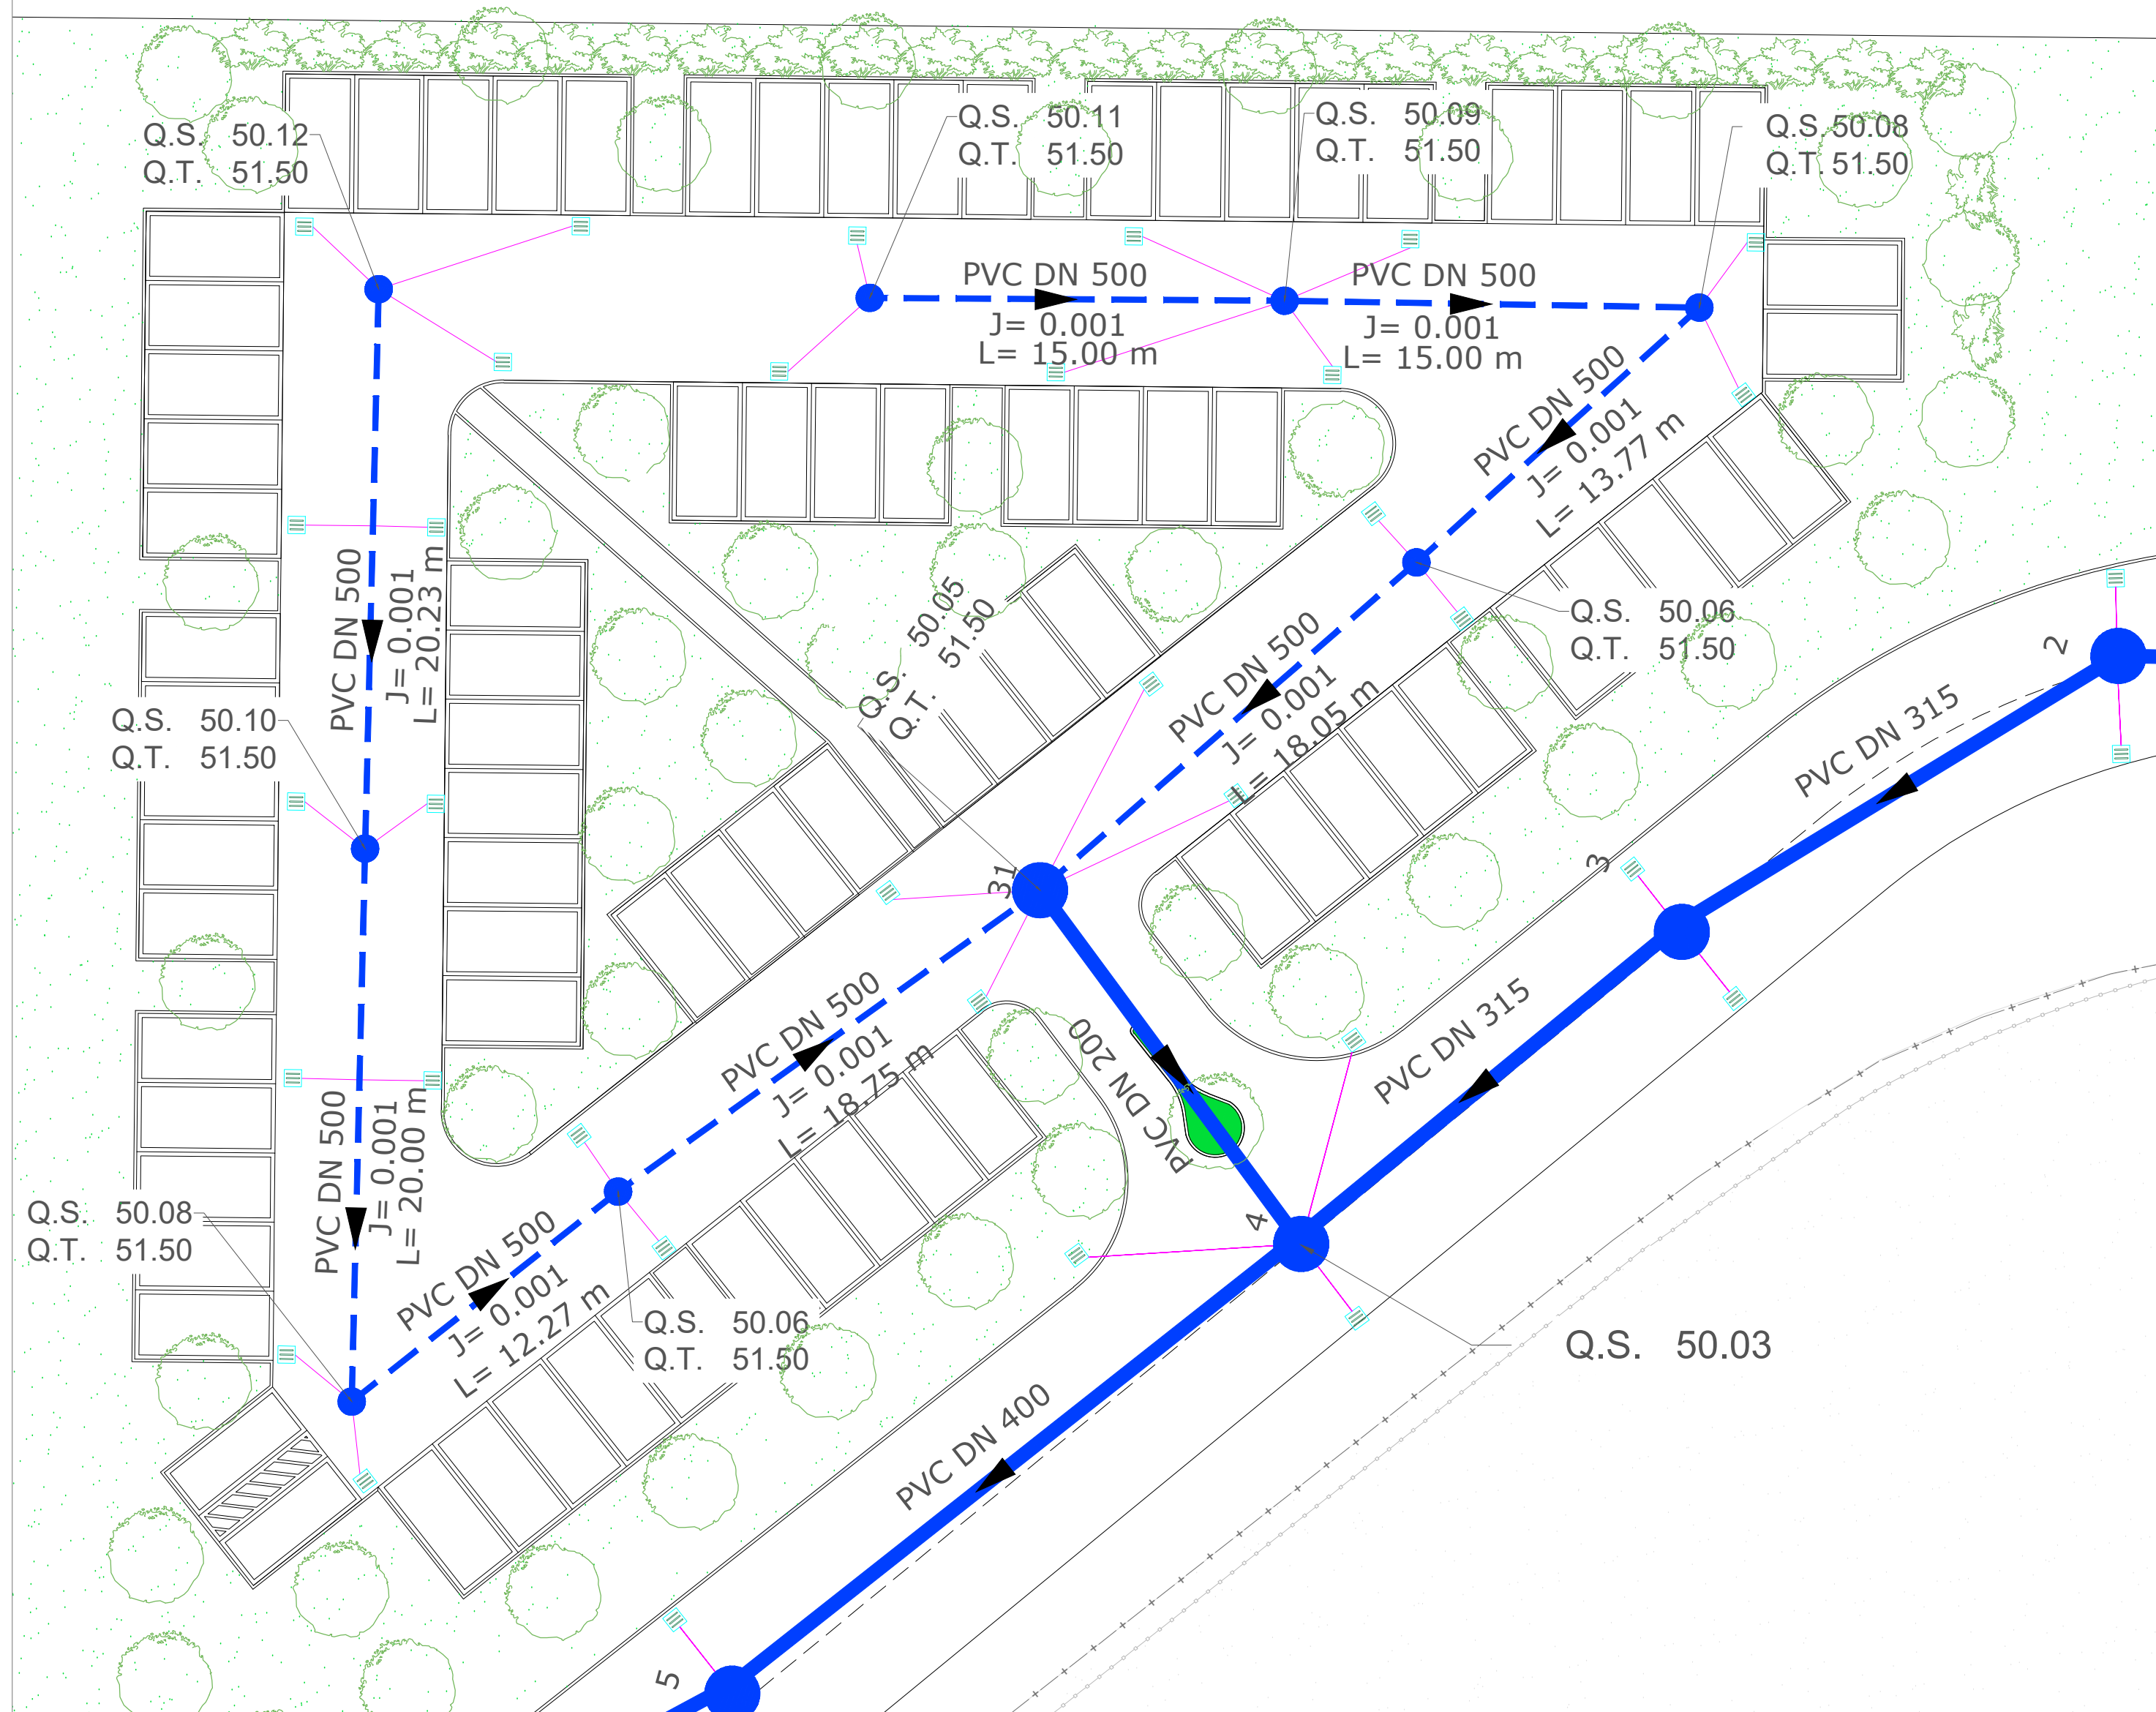 Q.S. 50.12
Q.T. 51.50
Q.S. 50.11
Q.T. 51.50
Q.S. 50.09
Q.T. 51.50
Q.S. 50.08
Q.T. 51.50
PVC DN 500
J= 0.001
L= 15.00 m
PVC DN 500
J= 0.001
L= 15.00 m
PVC DN 500
J= 0.001
L= 13.77 m
PVC DN 500
J= 0.001
L= 20.23 m
Q.S. 50.05
Q.T. 51.50
Q.S. 50.06
Q.T. 51.50
PVC DN 500
J= 0.001
L= 18.05 m
2
PVC DN 315
Q.S. 50.10
Q.T. 51.50
31
3
PVC DN 500
J= 0.001
L= 18.75 m
PVC DN 200
PVC DN 315
PVC DN 500
J= 0.001
L= 20.00 m
Q.S. 50.08
Q.T. 51.50
4
PVC DN 500
J= 0.001
L= 12.27 m
Q.S. 50.06
Q.T. 51.50
Q.S. 50.03
PVC DN 400
5